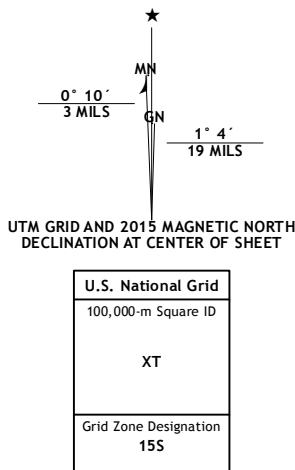 ★
MN
0° 10´
3 MILS
GN
1° 4´
19 MILS
UTM GRID AND 2015 MAGNETIC NORTH
DECLINATION AT CENTER OF SHEET
U.S. National Grid
100,000-m Square ID
XT
Grid Zone Designation
15S